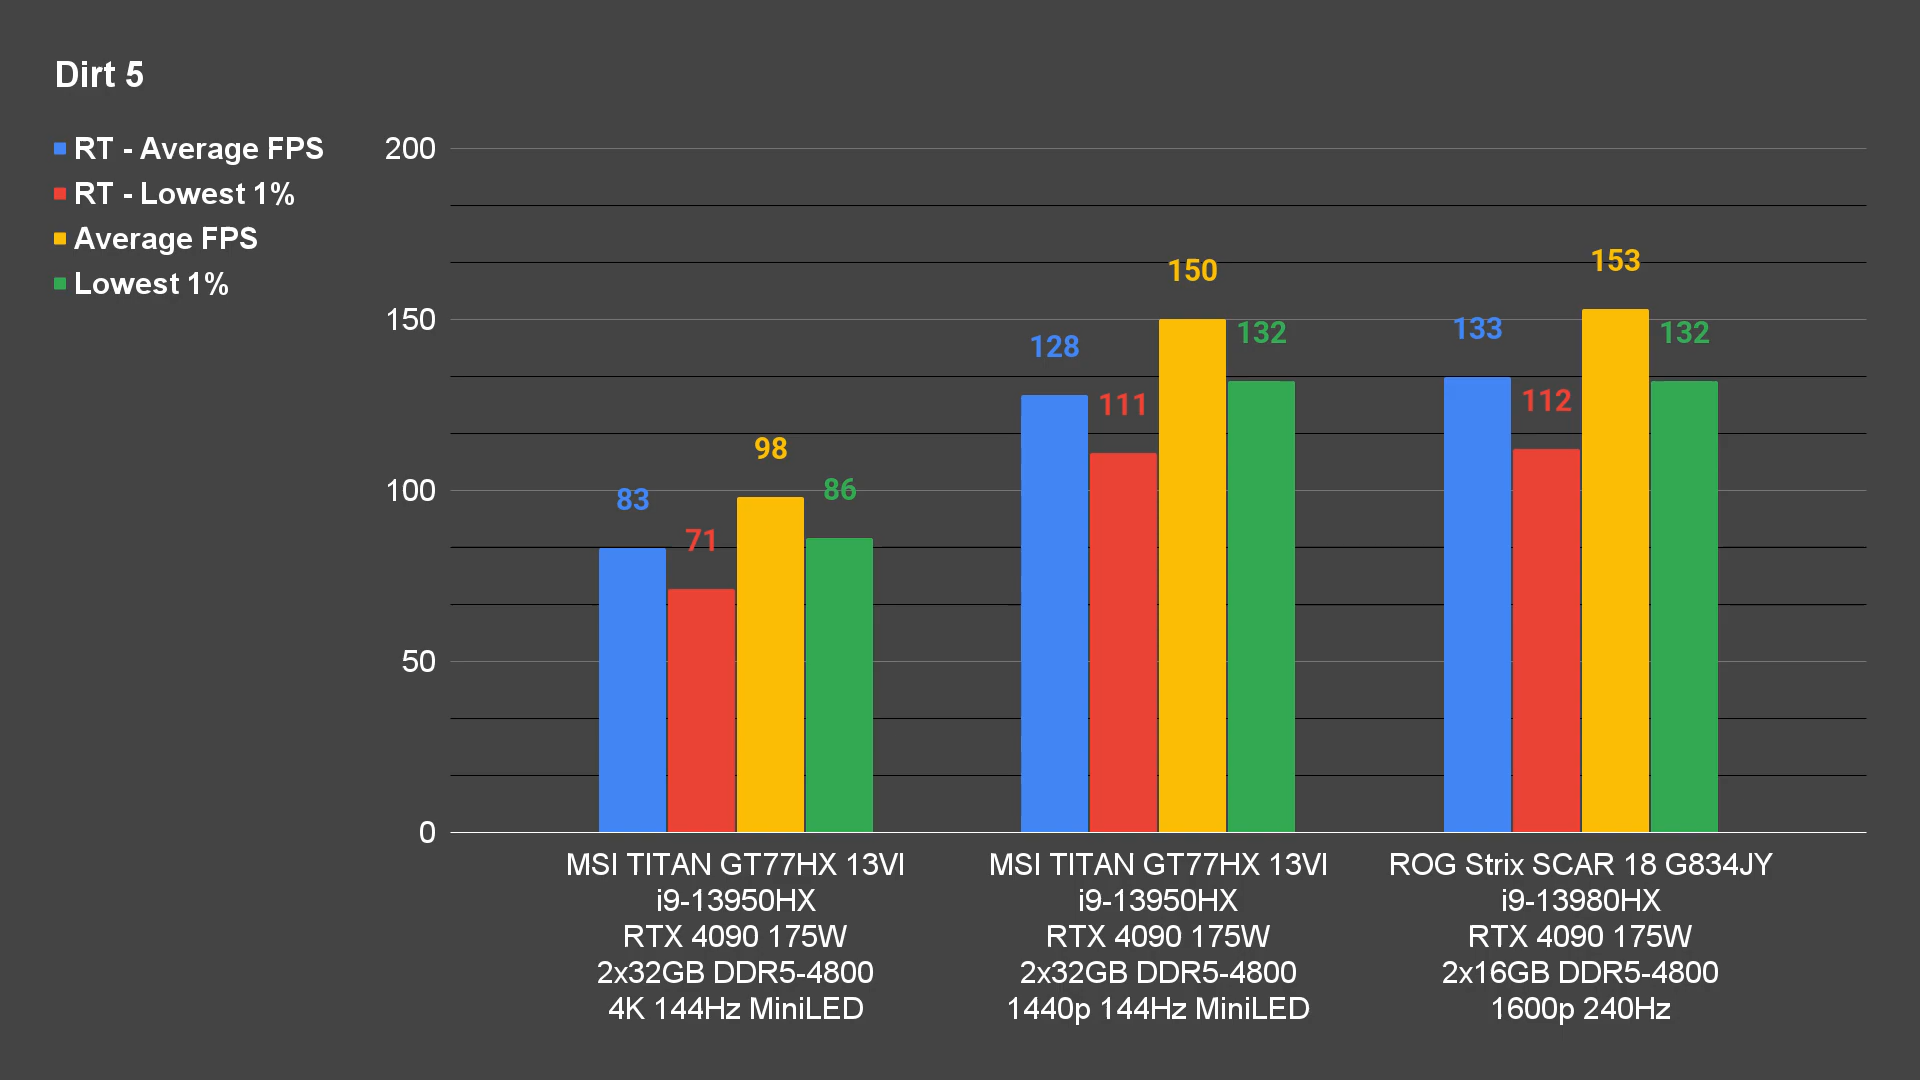 Dirt 5
RT - Average FPS
RT - Lowest 1%
Average FPS
Lowest 1%
200
150
100
50
0
83
71
98
86
128
111
150
132
133
112
153
132
MSI TITAN GT77HX 13VI
i9-13950HX
RTX 4090 175W
2x32GB DDR5-4800
4K 144Hz MiniLED
MSI TITAN GT77HX 13VI
i9-13950HX
RTX 4090 175W
2x32GB DDR5-4800
1440p 144Hz MiniLED
ROG Strix SCAR 18 G834JY
i9-13980HX
RTX 4090 175W
2x16GB DDR5-4800
1600p 240Hz